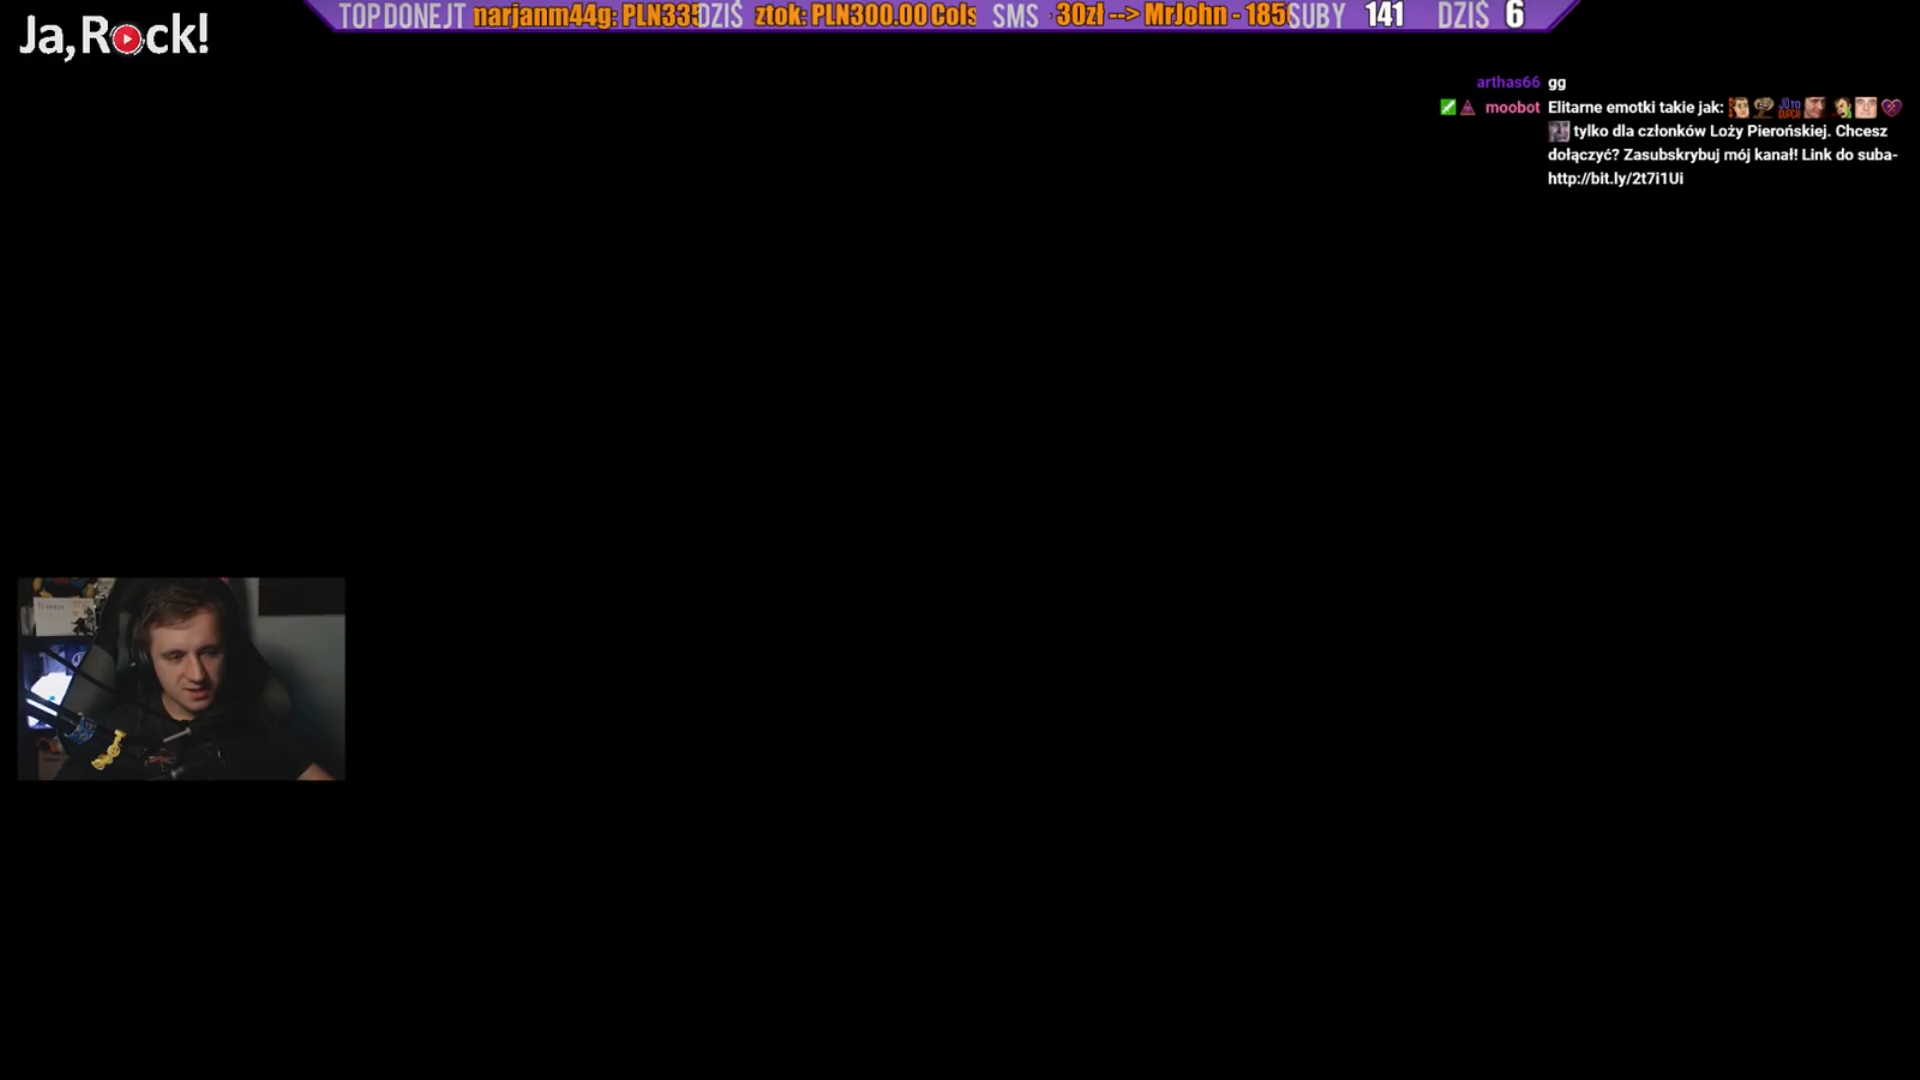 Ja, Rock!
TOP DONEJT narjanm44g: PLN335 DZIŚ ztok: PLN300.00 Cols SMS 30zł --> MrJohn - 185 SUBY 141 DZIŚ 6
arthas66 gg
moobot Elitarne emotki takie jak:
tylko dla członków Loży Pierońskiej. Chcesz
dołączyć? Zasubskrybuj mój kanał! Link do suba-
http://bit.ly/2t7i1Ui